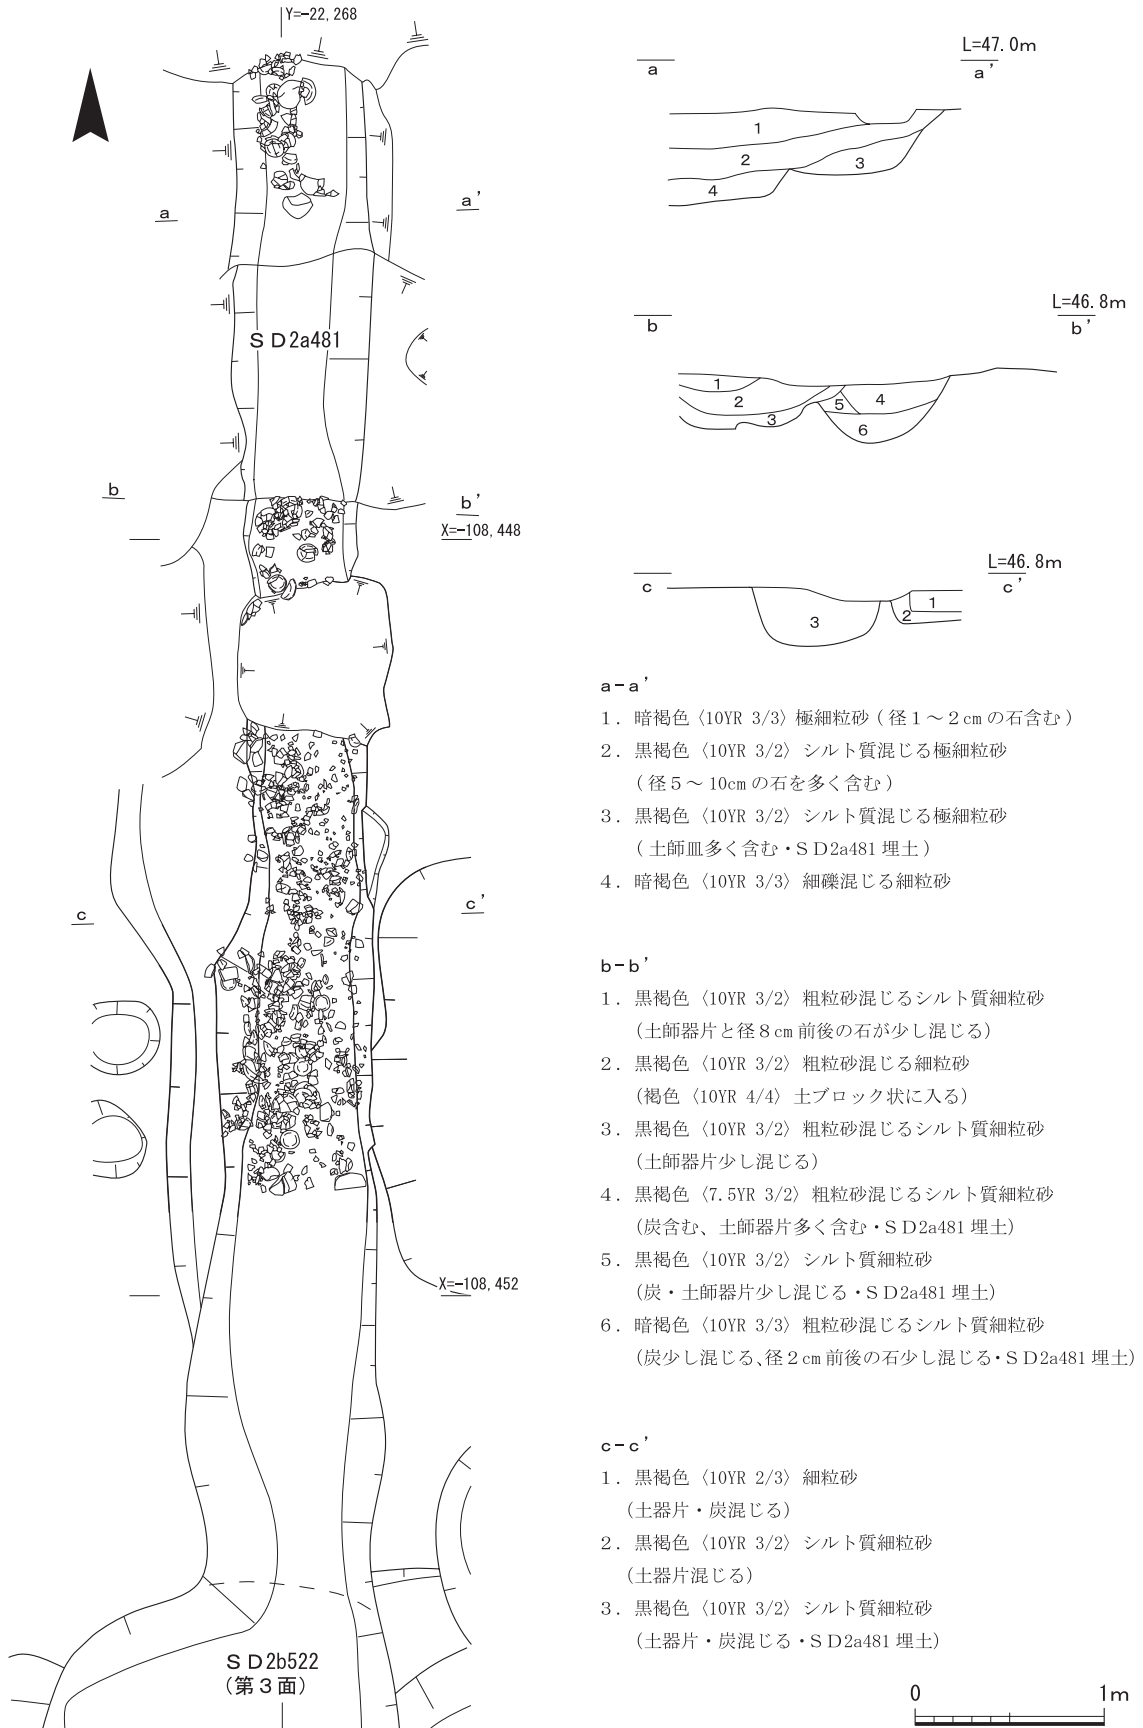 Y=-22,268
a
a'
SD2a481
b
b'
X=-108,448
c
c'
X=-108,452
SD2b522
(第3面)
L=47.0m
a
a'
1
2
3
4
L=46.8m
b
b'
1
2
3
4
5
6
L=46.8m
c
c'
1
2
3
a-a'
1. 暗褐色〈10YR 3/3〉極細粒砂(径1~2cmの石含む)
2. 黒褐色〈10YR 3/2〉シルト質混じる極細粒砂
(径5~10cmの石を多く含む)
3. 黒褐色〈10YR 3/2〉シルト質混じる極細粒砂
(土師皿多く含む・SD2a481埋土)
4. 暗褐色〈10YR 3/3〉細礫混じる細粒砂
b-b'
1. 黒褐色〈10YR 3/2〉粗粒砂混じるシルト質細粒砂
(土師器片と径8cm前後の石が少し混じる)
2. 黒褐色〈10YR 3/2〉粗粒砂混じる細粒砂
(褐色〈10YR 4/4〉土ブロック状に入る)
3. 黒褐色〈10YR 3/2〉粗粒砂混じるシルト質細粒砂
(土師器片少し混じる)
4. 黒褐色〈7.5YR 3/2〉粗粒砂混じるシルト質細粒砂
(炭含む、土師器片多く含む・SD2a481埋土)
5. 黒褐色〈10YR 3/2〉シルト質細粒砂
(炭・土師器片少し混じる・SD2a481埋土)
6. 暗褐色〈10YR 3/3〉粗粒砂混じるシルト質細粒砂
(炭少し混じる、径2cm前後の石少し混じる・SD2a481埋土)
c-c'
1. 黒褐色〈10YR 2/3〉細粒砂
(土器片・炭混じる)
2. 黒褐色〈10YR 3/2〉シルト質細粒砂
(土器片混じる)
3. 黒褐色〈10YR 3/2〉シルト質細粒砂
(土器片・炭混じる・SD2a481埋土)
0 1m